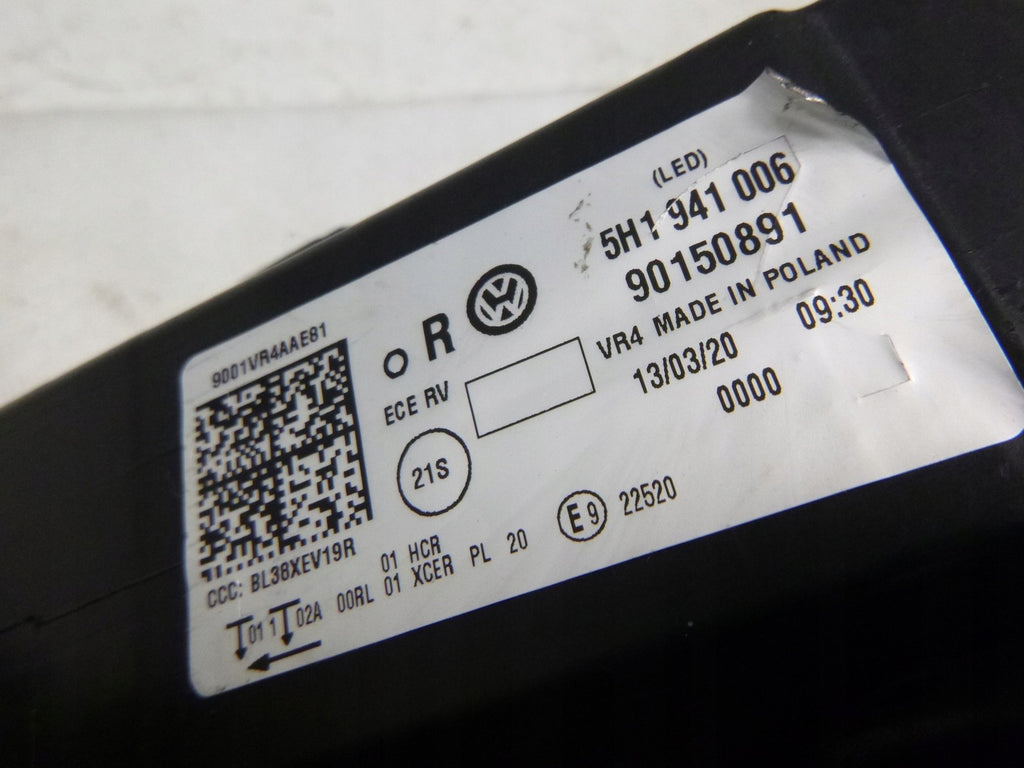 (LED)
5H1 941 006
90150891
VR4 MADE IN POLAND
13/03/20 09:30
0000
R
9001VR4AAE81
ECE RV
21S
CCC: BL38XEV19R
01 HCR
01 1 02A 00RL 01 XCER PL 20
E9 22520